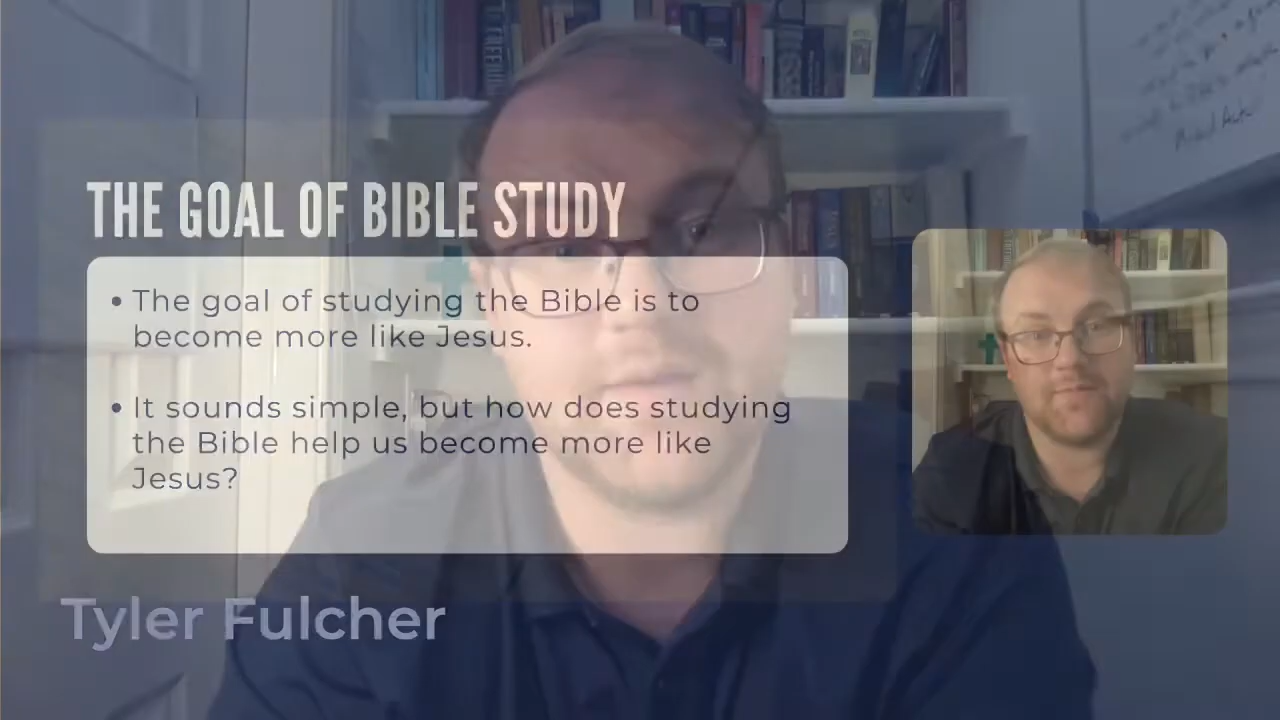 THE GOAL OF BIBLE STUDY
• The goal of studying the Bible is to
become more like Jesus.
• It sounds simple, but how does studying
the Bible help us become more like
Jesus?
Tyler Fulcher